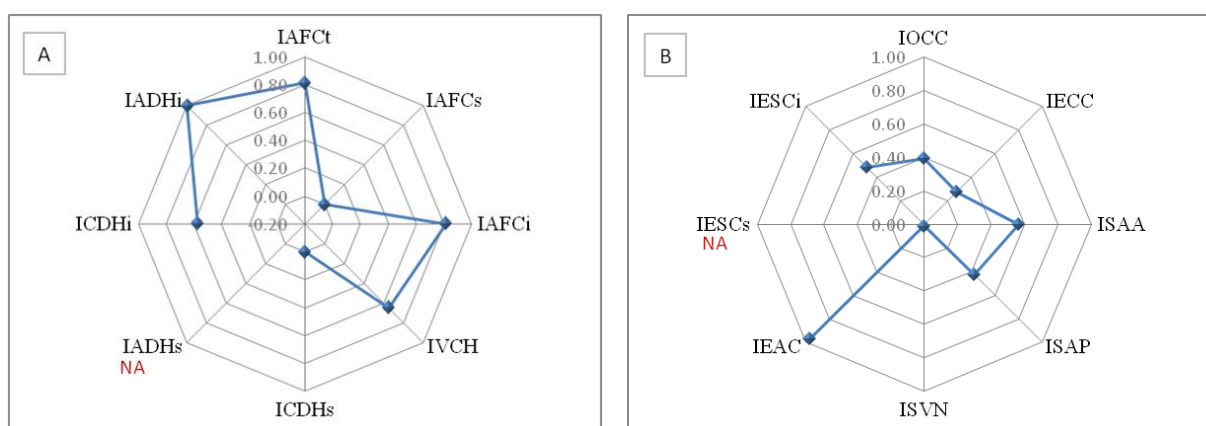 A
IAFCt
1.00
0.80
0.60
0.40
0.20
0.00
-0.20
IAFCs
IAFCi
IVCH
ICDHs
IADHs
NA
ICDHi
IADHi
B
IOCC
1.00
0.80
0.60
0.40
0.20
0.00
IECC
ISAA
ISAP
ISVN
IEAC
IESCs
NA
IESCi